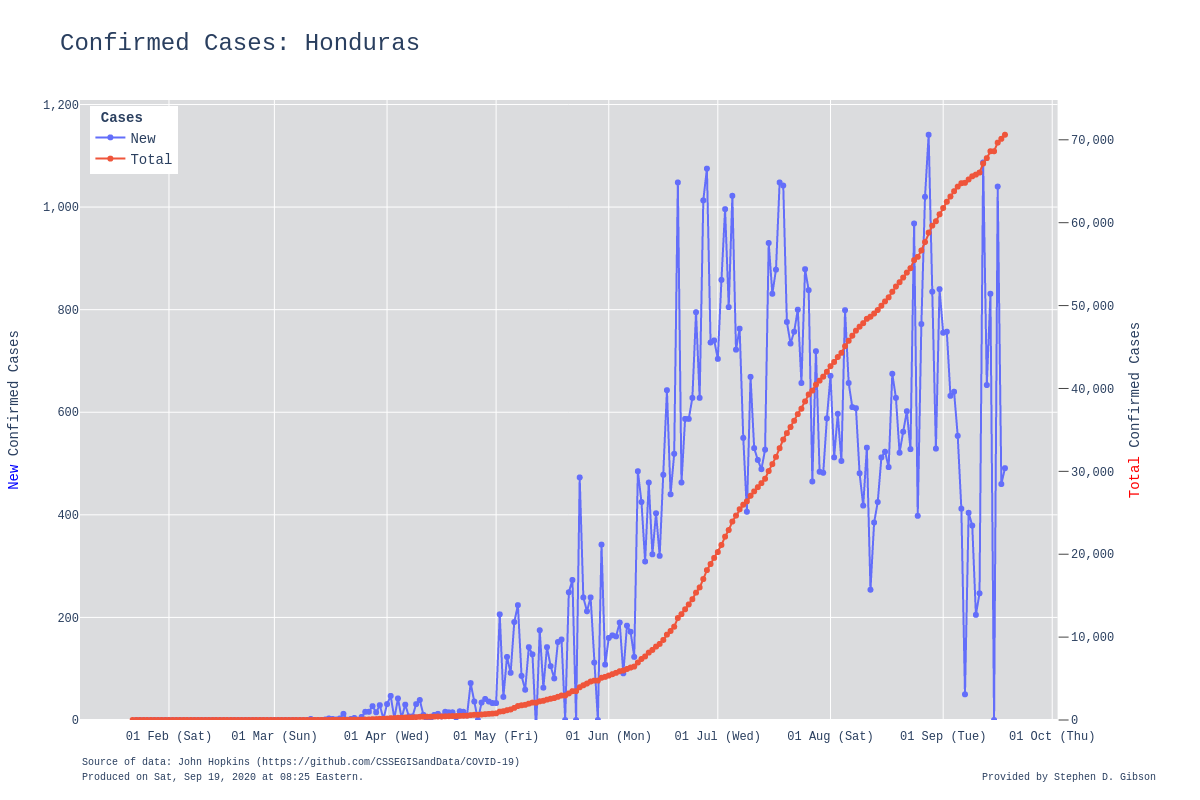 Confirmed Cases: Honduras
Cases
New
Total
1,200
1,000
800
600
400
200
0
70,000
60,000
50,000
40,000
30,000
20,000
10,000
0
New Confirmed Cases
Total Confirmed Cases
01 Feb (Sat) 01 Mar (Sun) 01 Apr (Wed) 01 May (Fri) 01 Jun (Mon) 01 Jul (Wed) 01 Aug (Sat) 01 Sep (Tue) 01 Oct (Thu)
Source of data: John Hopkins (https://github.com/CSSEGISandData/COVID-19)
Produced on Sat, Sep 19, 2020 at 08:25 Eastern.
Provided by Stephen D. Gibson